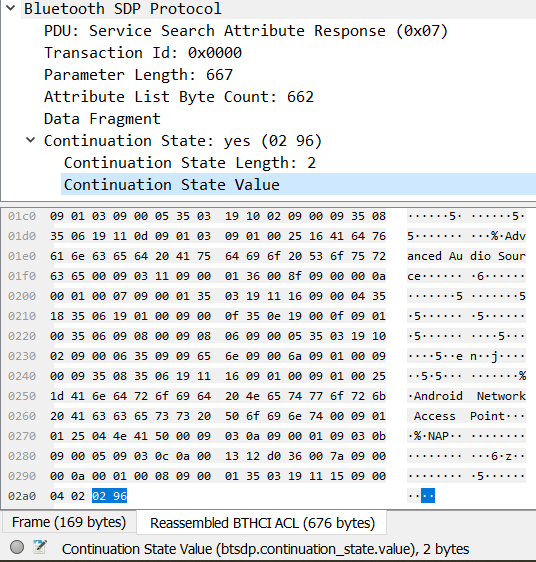 Bluetooth SDP Protocol
PDU: Service Search Attribute Response (0x07)
Transaction Id: 0x0000
Parameter Length: 667
Attribute List Byte Count: 662
Data Fragment
Continuation State: yes (02 96)
Continuation State Length: 2
Continuation State Value
01c0 09 01 03 09 00 05 35 03 19 10 02 09 00 09 35 08 ······5· ······5·
01d0 35 06 19 11 0d 09 01 03 09 01 00 25 16 41 64 76 5······· ···%·Adv
01e0 61 6e 63 65 64 20 41 75 64 69 6f 20 53 6f 75 72 anced Au dio Sour
01f0 63 65 00 09 03 11 09 00 01 36 00 8f 09 00 00 0a ce······ ·6······
0200 00 01 00 07 09 00 01 35 03 19 11 16 09 00 04 35 ·······5 ·······5
0210 18 35 06 19 01 00 09 00 0f 35 0e 19 00 0f 09 01 ·5······ ·5······
0220 00 35 06 09 08 00 09 08 06 09 00 05 35 03 19 10 ·5······ ····5···
0230 02 09 00 06 35 09 09 65 6e 09 00 6a 09 01 00 09 ····5··e n··j····
0240 00 09 35 08 35 06 19 11 16 09 01 00 09 01 00 25 ··5·5··· ·······%
0250 1d 41 6e 64 72 6f 69 64 20 4e 65 74 77 6f 72 6b ·Android Network
0260 20 41 63 63 65 73 73 20 50 6f 69 6e 74 00 09 01 Access Point···
0270 01 25 04 4e 41 50 00 09 03 0a 09 00 01 09 03 0b ·%·NAP·· ········
0280 09 00 05 09 03 0c 0a 00 13 12 d0 36 00 7a 09 00 ········ ···6·z··
0290 00 0a 00 01 00 08 09 00 01 35 03 19 11 15 09 00 ········ ·5······
02a0 04 02 02 96 ····
Frame (169 bytes) Reassembled BTHCI ACL (676 bytes)
Continuation State Value (btsdp.continuation_state.value), 2 bytes